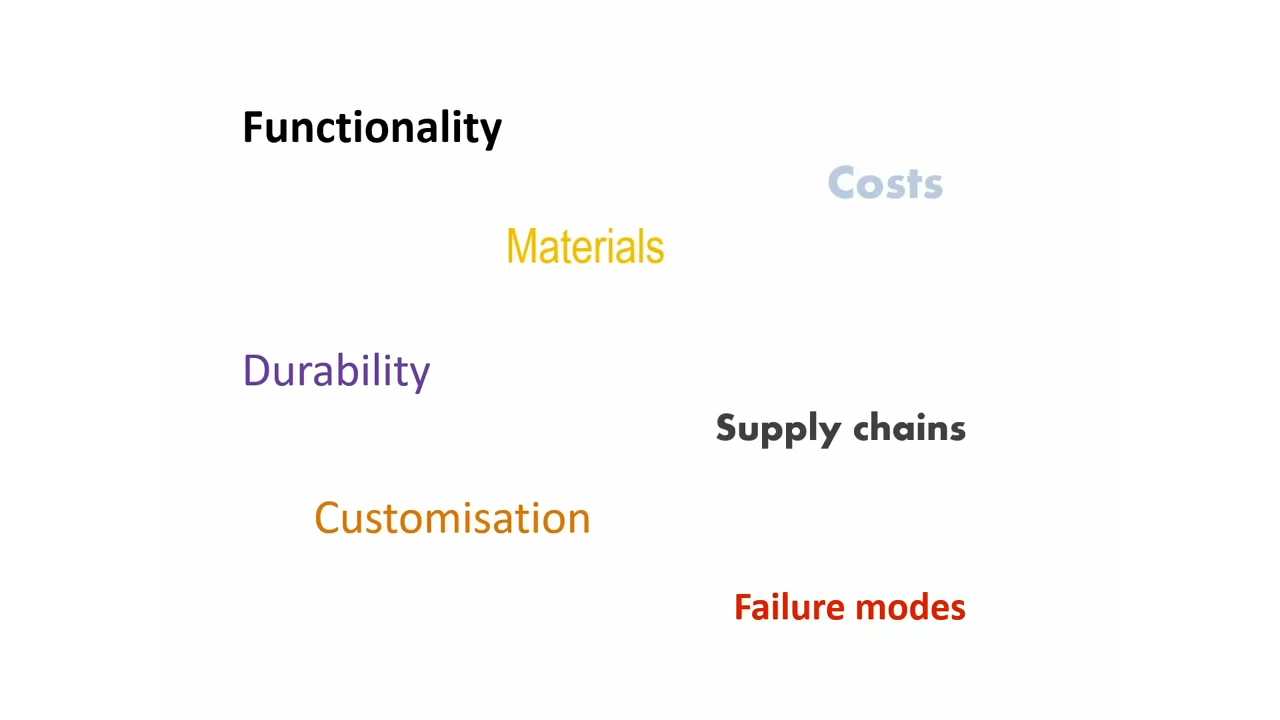 Functionality
Costs
Materials
Durability
Supply chains
Customisation
Failure modes